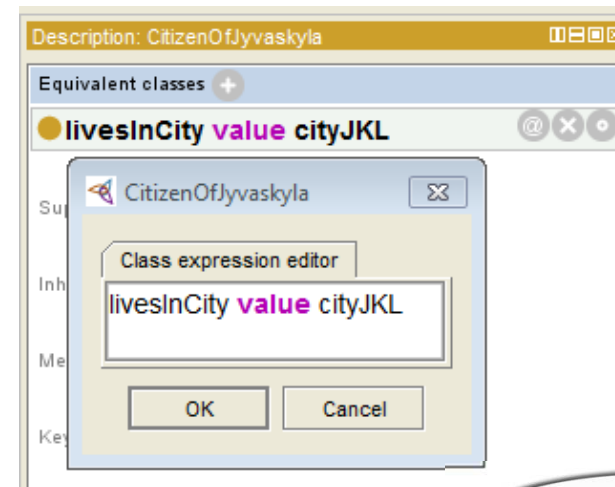 Description: CitizenOfJyvaskyla
Equivalent classes
livesInCity value cityJKL
@
CitizenOfJyvaskyla
Class expression editor
livesInCity value cityJKL
OK Cancel